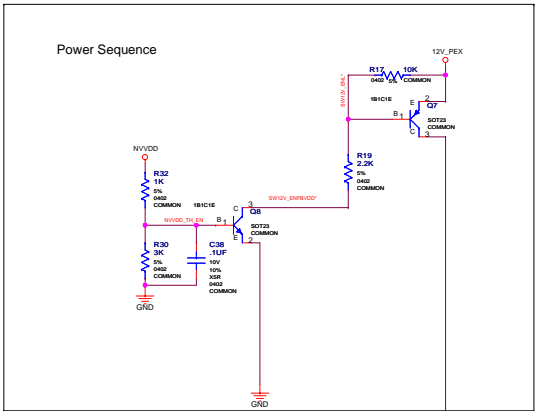 Power Sequence
12V_PEX
R17 10K
0402 5% COMMON
SW12V_EN*
1B1C1E
E 2
Q7
B 1
SOT23
COMMON
C 3
R19
2.2K
5%
0402
COMMON
NVVDD
R32
1K
5%
0402
COMMON
1B1C1E
SW12V_ENFBVDD*
C 3
Q8
NVVDD_TH_EN
B 1
SOT23
COMMON
E 2
R30
3K
5%
0402
COMMON
C38
.1UF
10V
10%
X5R
0402
COMMON
GND
GND